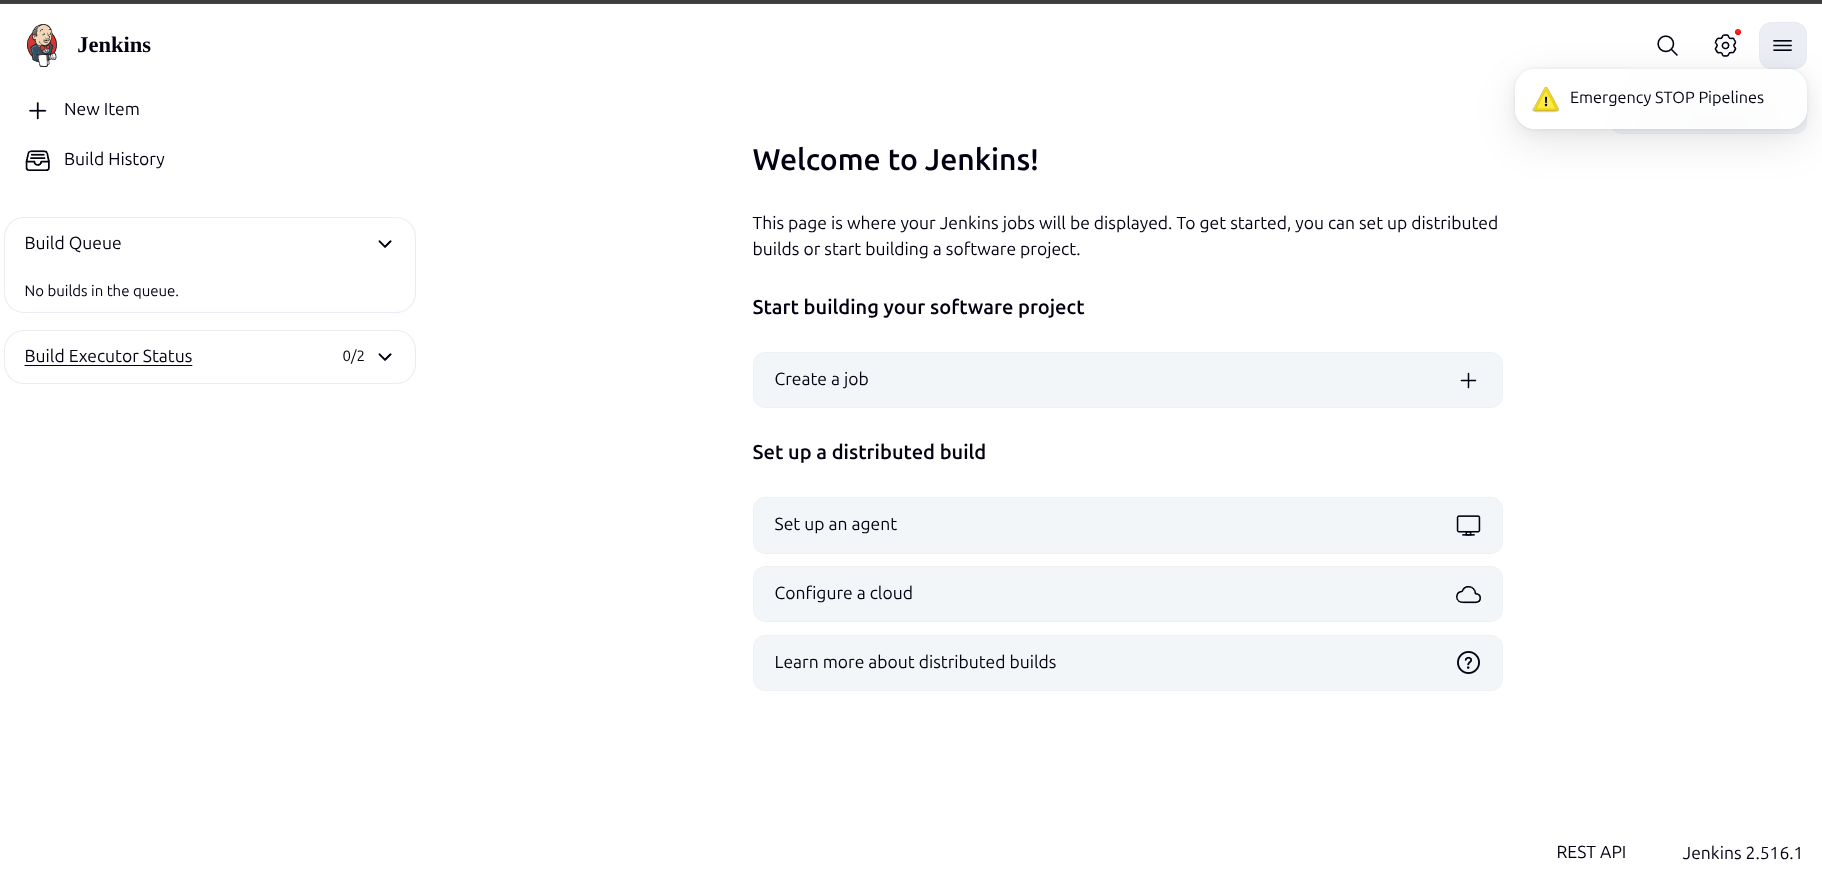 Jenkins
New Item
Build History
Build Queue
No builds in the queue.
Build Executor Status
0/2
Emergency STOP Pipelines
Welcome to Jenkins!
This page is where your Jenkins jobs will be displayed. To get started, you can set up distributed
builds or start building a software project.
Start building your software project
Create a job
Set up a distributed build
Set up an agent
Configure a cloud
Learn more about distributed builds
REST API
Jenkins 2.516.1